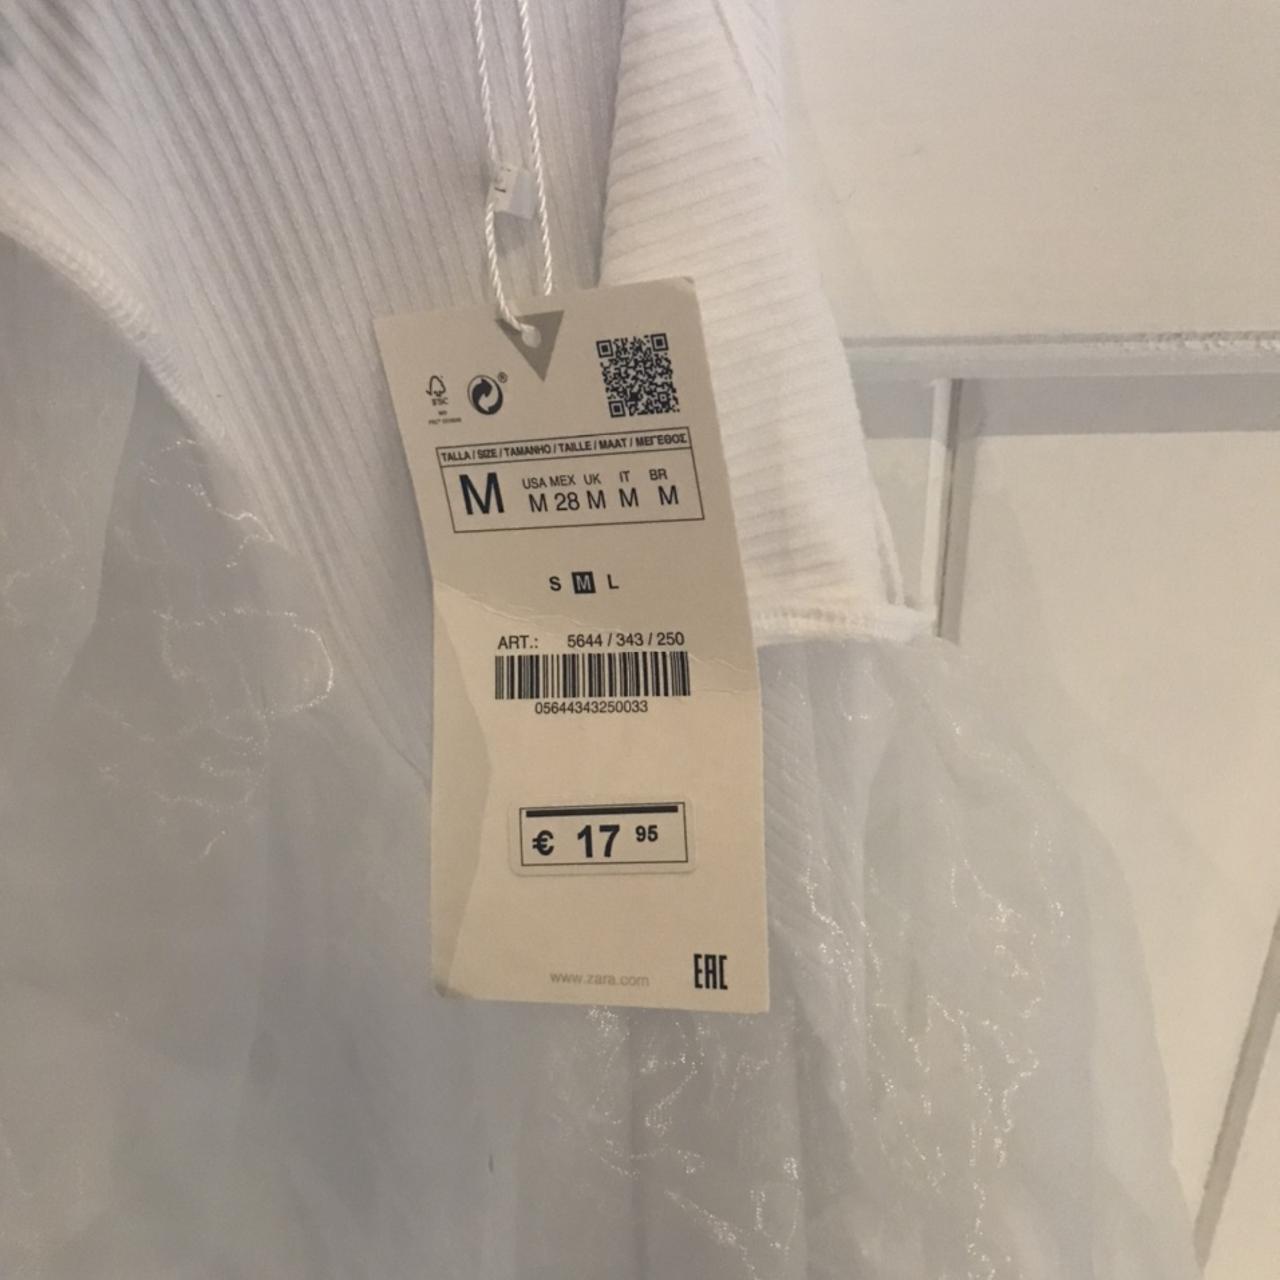 FSC
®
TALLA / SIZE / TAMANHO / TAILLE / MAAT / ΜΕΓΕΘΟΣ
M
USA MEX UK IT BR
M 28 M M M
S M L
ART.: 5644 / 343 / 250
05644343250033
€ 17 95
www.zara.com
EAC